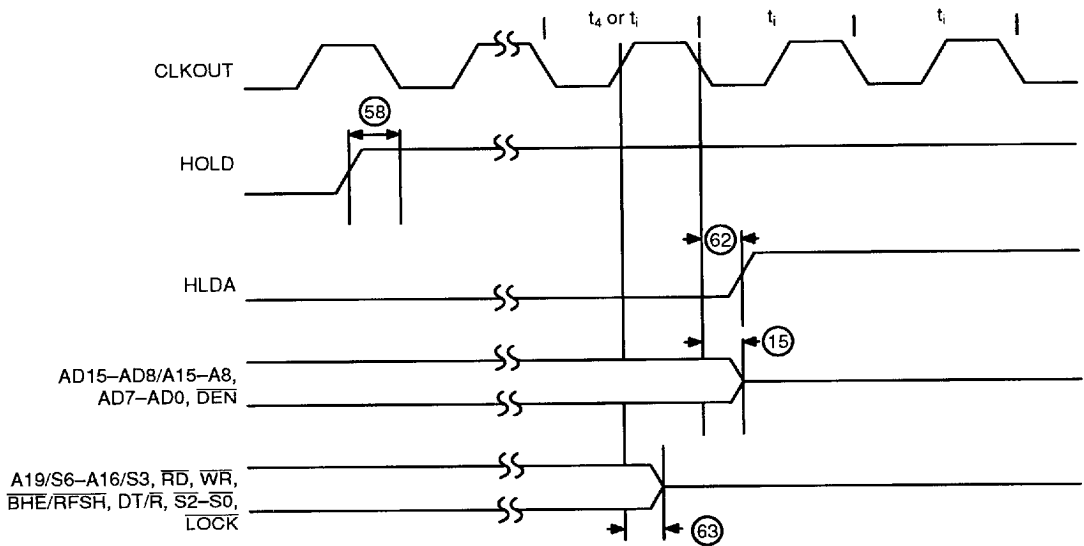 t4 or ti
ti
ti
CLKOUT
58
HOLD
62
HLDA
15
AD15–AD8/A15–A8,
AD7–AD0, DEN
A19/S6–A16/S3, RD, WR,
BHE/RFSH, DT/R, S2–S0,
LOCK
63